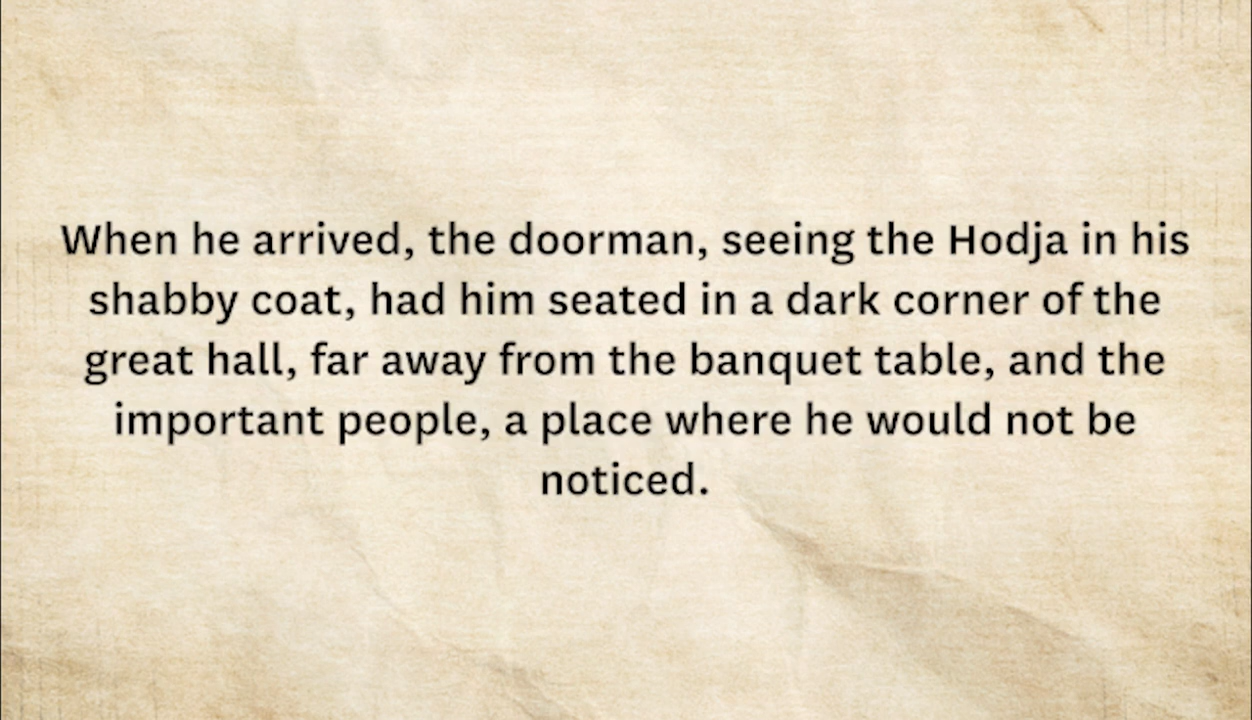 When he arrived, the doorman, seeing the Hodja in his
shabby coat, had him seated in a dark corner of the
great hall, far away from the banquet table, and the
important people, a place where he would not be
noticed.